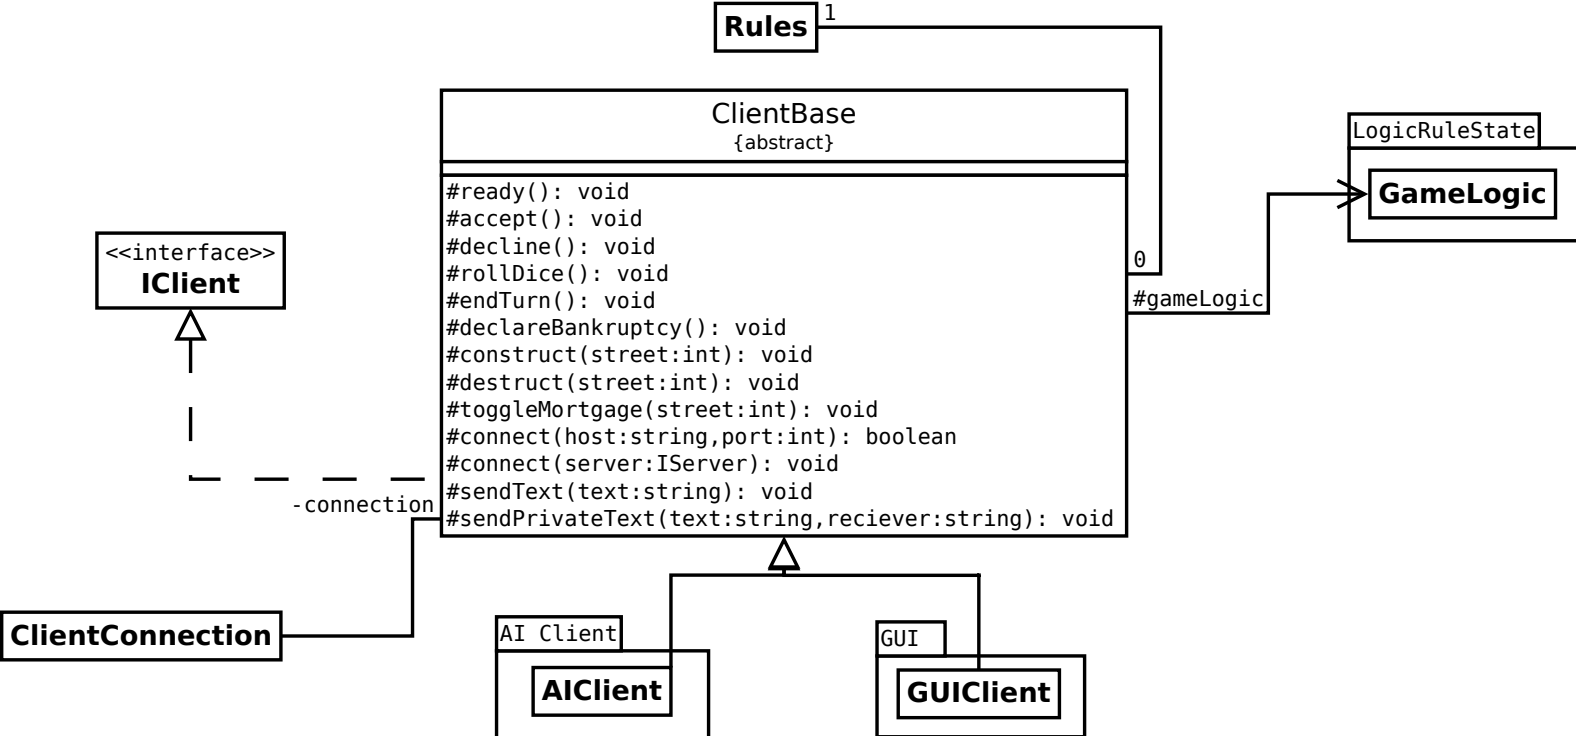 Rules
1
ClientBase
{abstract}
LogicRuleState
GameLogic
#ready(): void
#accept(): void
#decline(): void
#rollDice(): void
#endTurn(): void
#declareBankruptcy(): void
#construct(street:int): void
#destruct(street:int): void
#toggleMortgage(street:int): void
#connect(host:string,port:int): boolean
#connect(server:IServer): void
#sendText(text:string): void
#sendPrivateText(text:string,reciever:string): void
<<interface>>
IClient
0
#gameLogic
-connection
ClientConnection
AI Client
AIClient
GUI
GUIClient